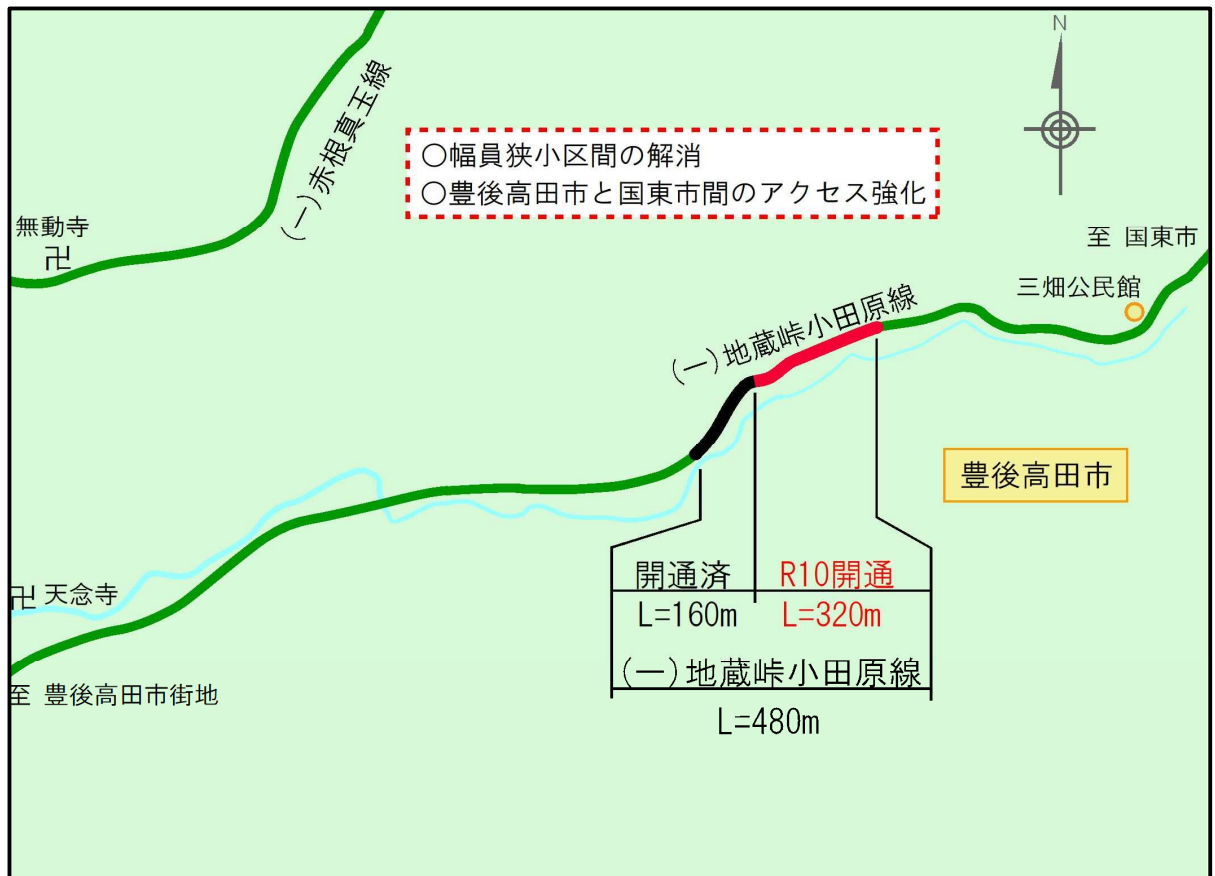 N
(一)赤根真玉線
○幅員狭小区間の解消
○豊後高田市と国東市間のアクセス強化
無動寺
卍
至 国東市
三畑公民館
(一)地蔵峠小田原線
豊後高田市
開通済
L=160m
R10開通
L=320m
(一)地蔵峠小田原線
L=480m
卍 天念寺
至 豊後高田市街地